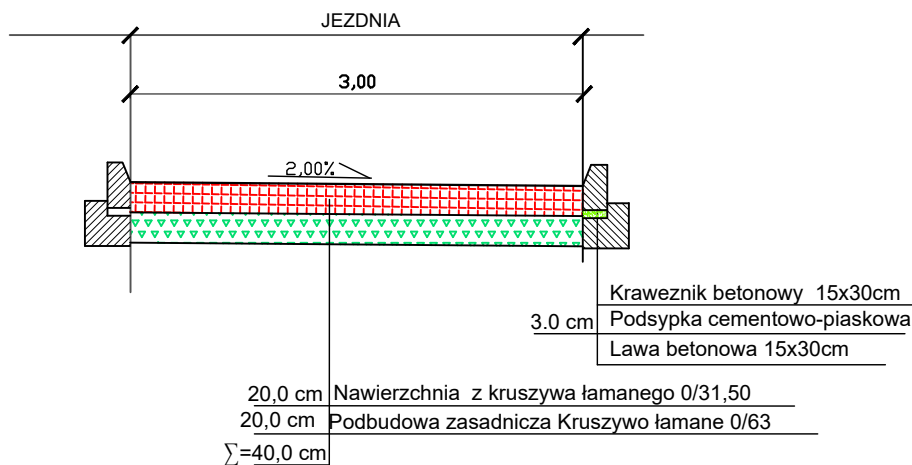 JEZDNIA
3,00
2,00%
Kraweznik betonowy 15x30cm
3.0 cm Podsypka cementowo-piaskowa
Lawa betonowa 15x30cm
20,0 cm Nawierzchnia z kruszywa łamanego 0/31,50
20,0 cm Podbudowa zasadnicza Kruszywo łamane 0/63
∑=40,0 cm